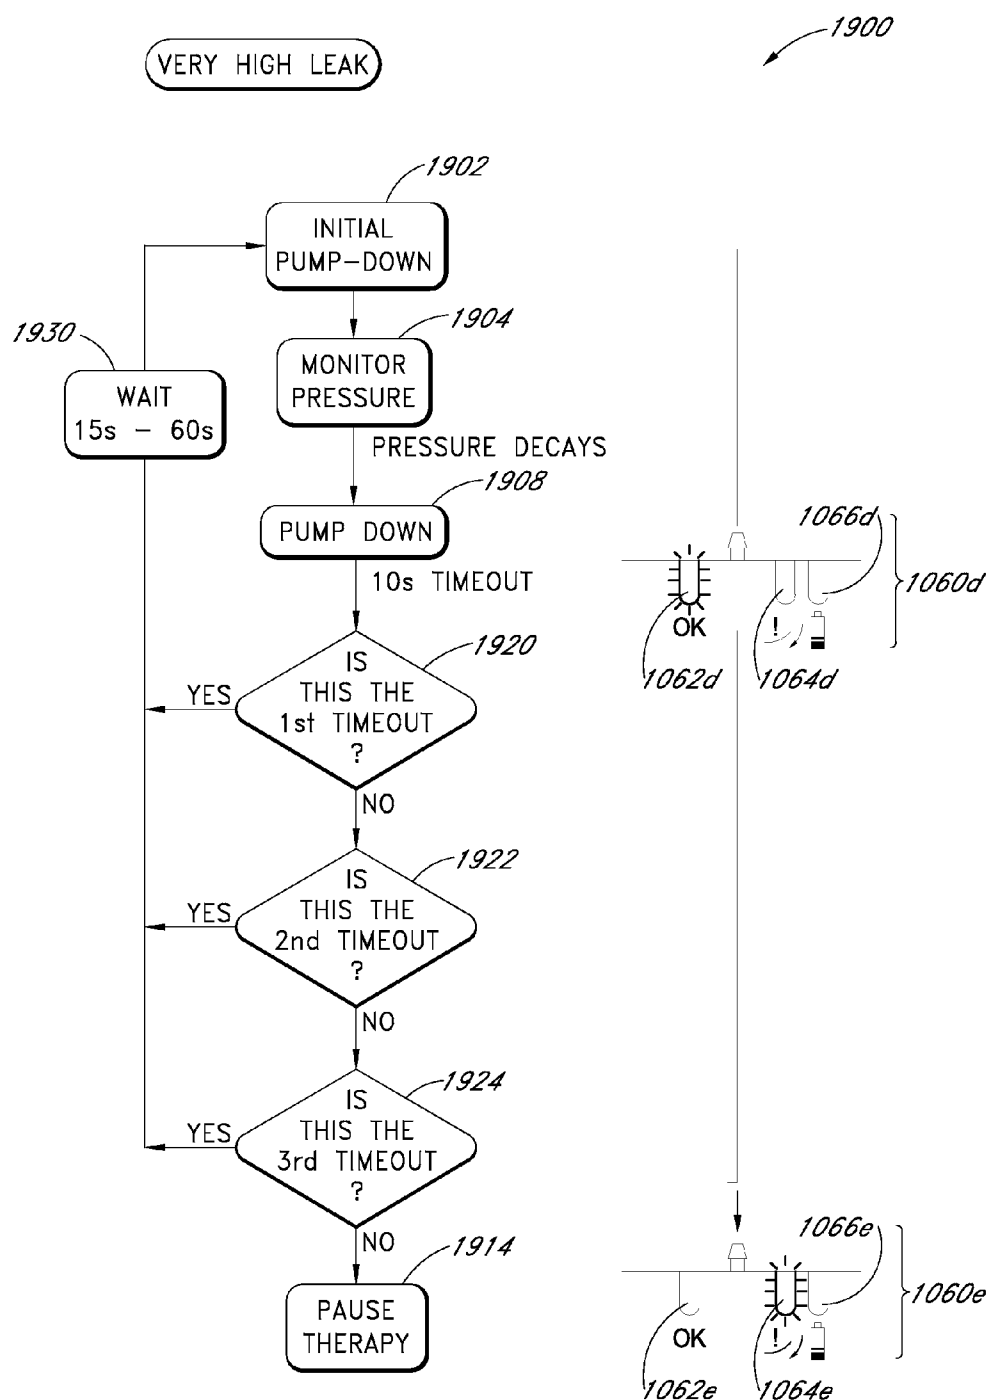 1900
VERY HIGH LEAK
1902
INITIAL
PUMP-DOWN
1904
1930
MONITOR
PRESSURE
WAIT
15s - 60s
PRESSURE DECAYS
1908
PUMP DOWN
10s TIMEOUT
1066d
1060d
OK
!
1062d
1064d
1920
IS
THIS THE
1st TIMEOUT
?
YES
NO
1922
IS
THIS THE
2nd TIMEOUT
?
YES
NO
1924
IS
THIS THE
3rd TIMEOUT
?
YES
NO
1914
PAUSE
THERAPY
1066e
1060e
OK
!
1062e
1064e